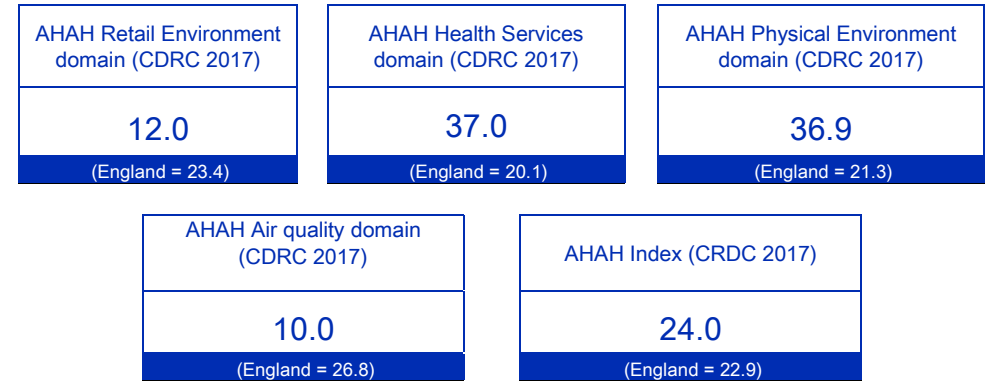 AHAH Retail Environment
domain (CDRC 2017)
12.0
(England = 23.4)
AHAH Health Services
domain (CDRC 2017)
37.0
(England = 20.1)
AHAH Physical Environment
domain (CDRC 2017)
36.9
(England = 21.3)
AHAH Air quality domain
(CDRC 2017)
10.0
(England = 26.8)
AHAH Index (CRDC 2017)
24.0
(England = 22.9)